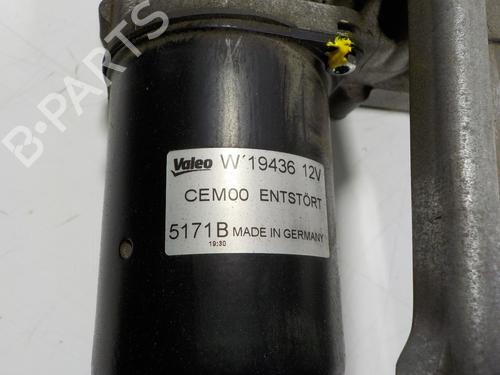 B-PARTS
Valeo W´19436 12V
CEM00 ENTSTÖRT
5171B MADE IN GERMANY
19:30